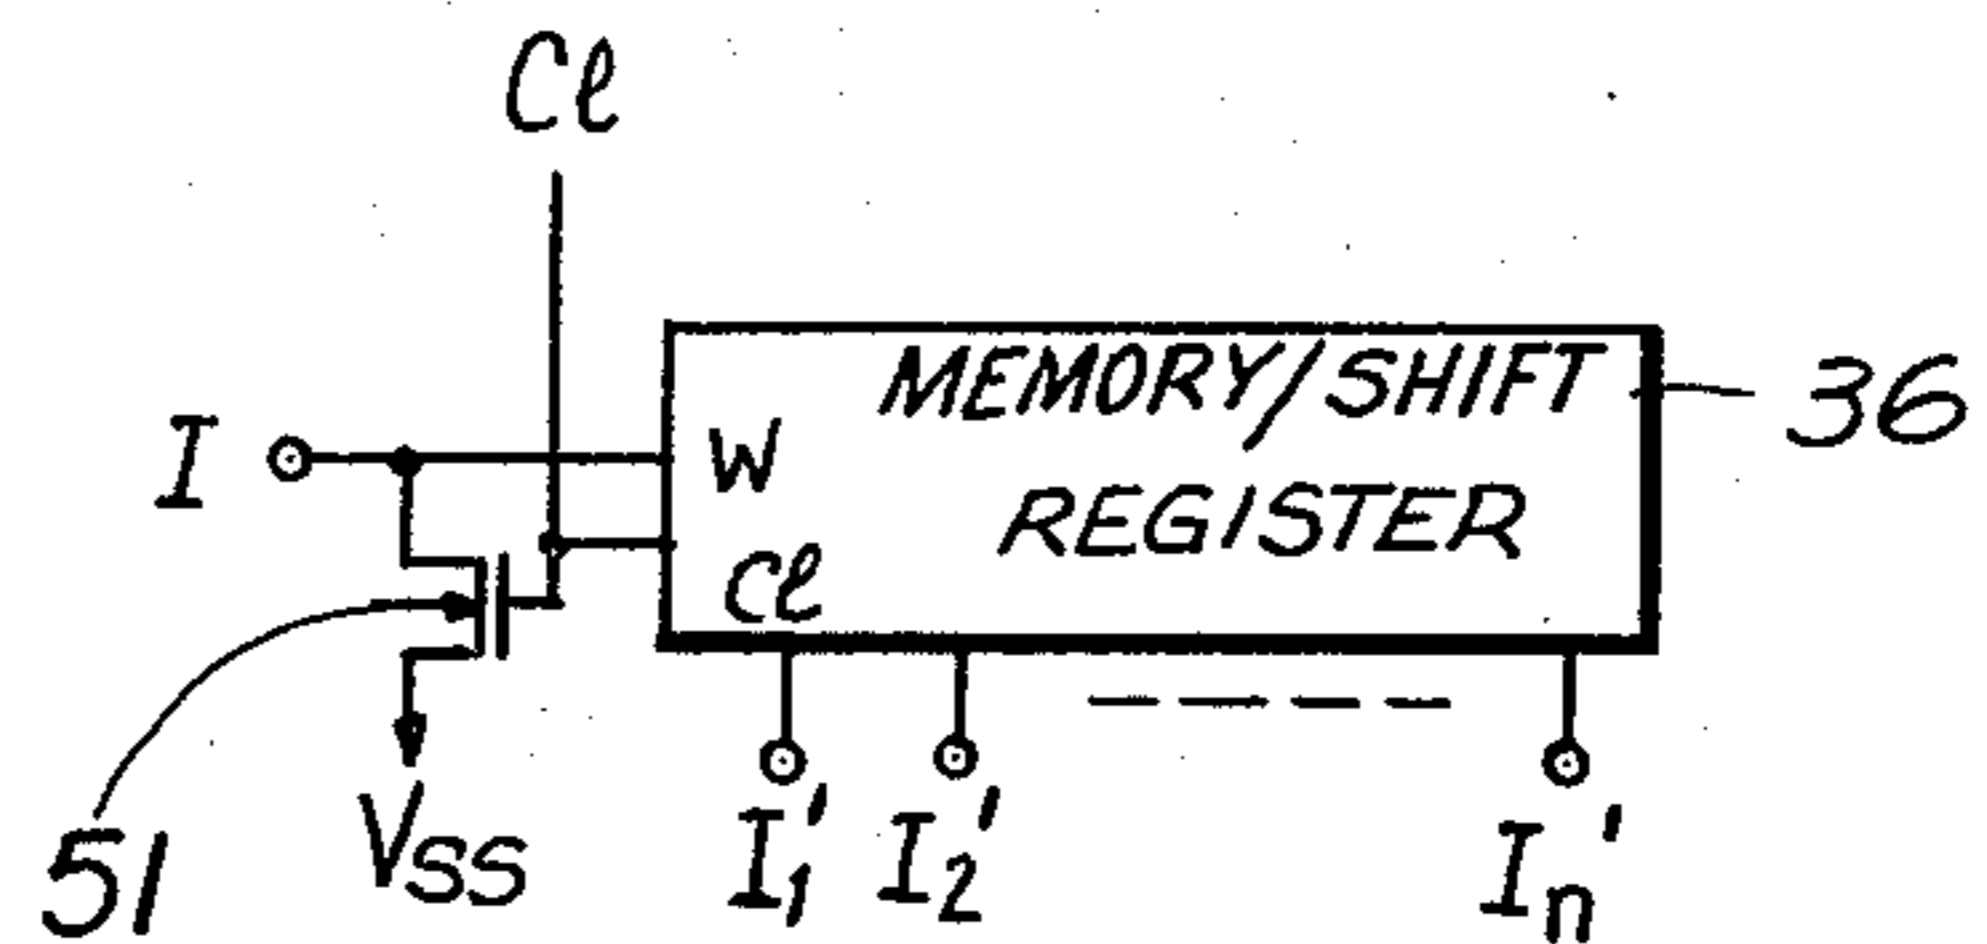 Cl
MEMORY/SHIFT
REGISTER
36
I
W
Cl
51
VSS
I1'
I2'
In'